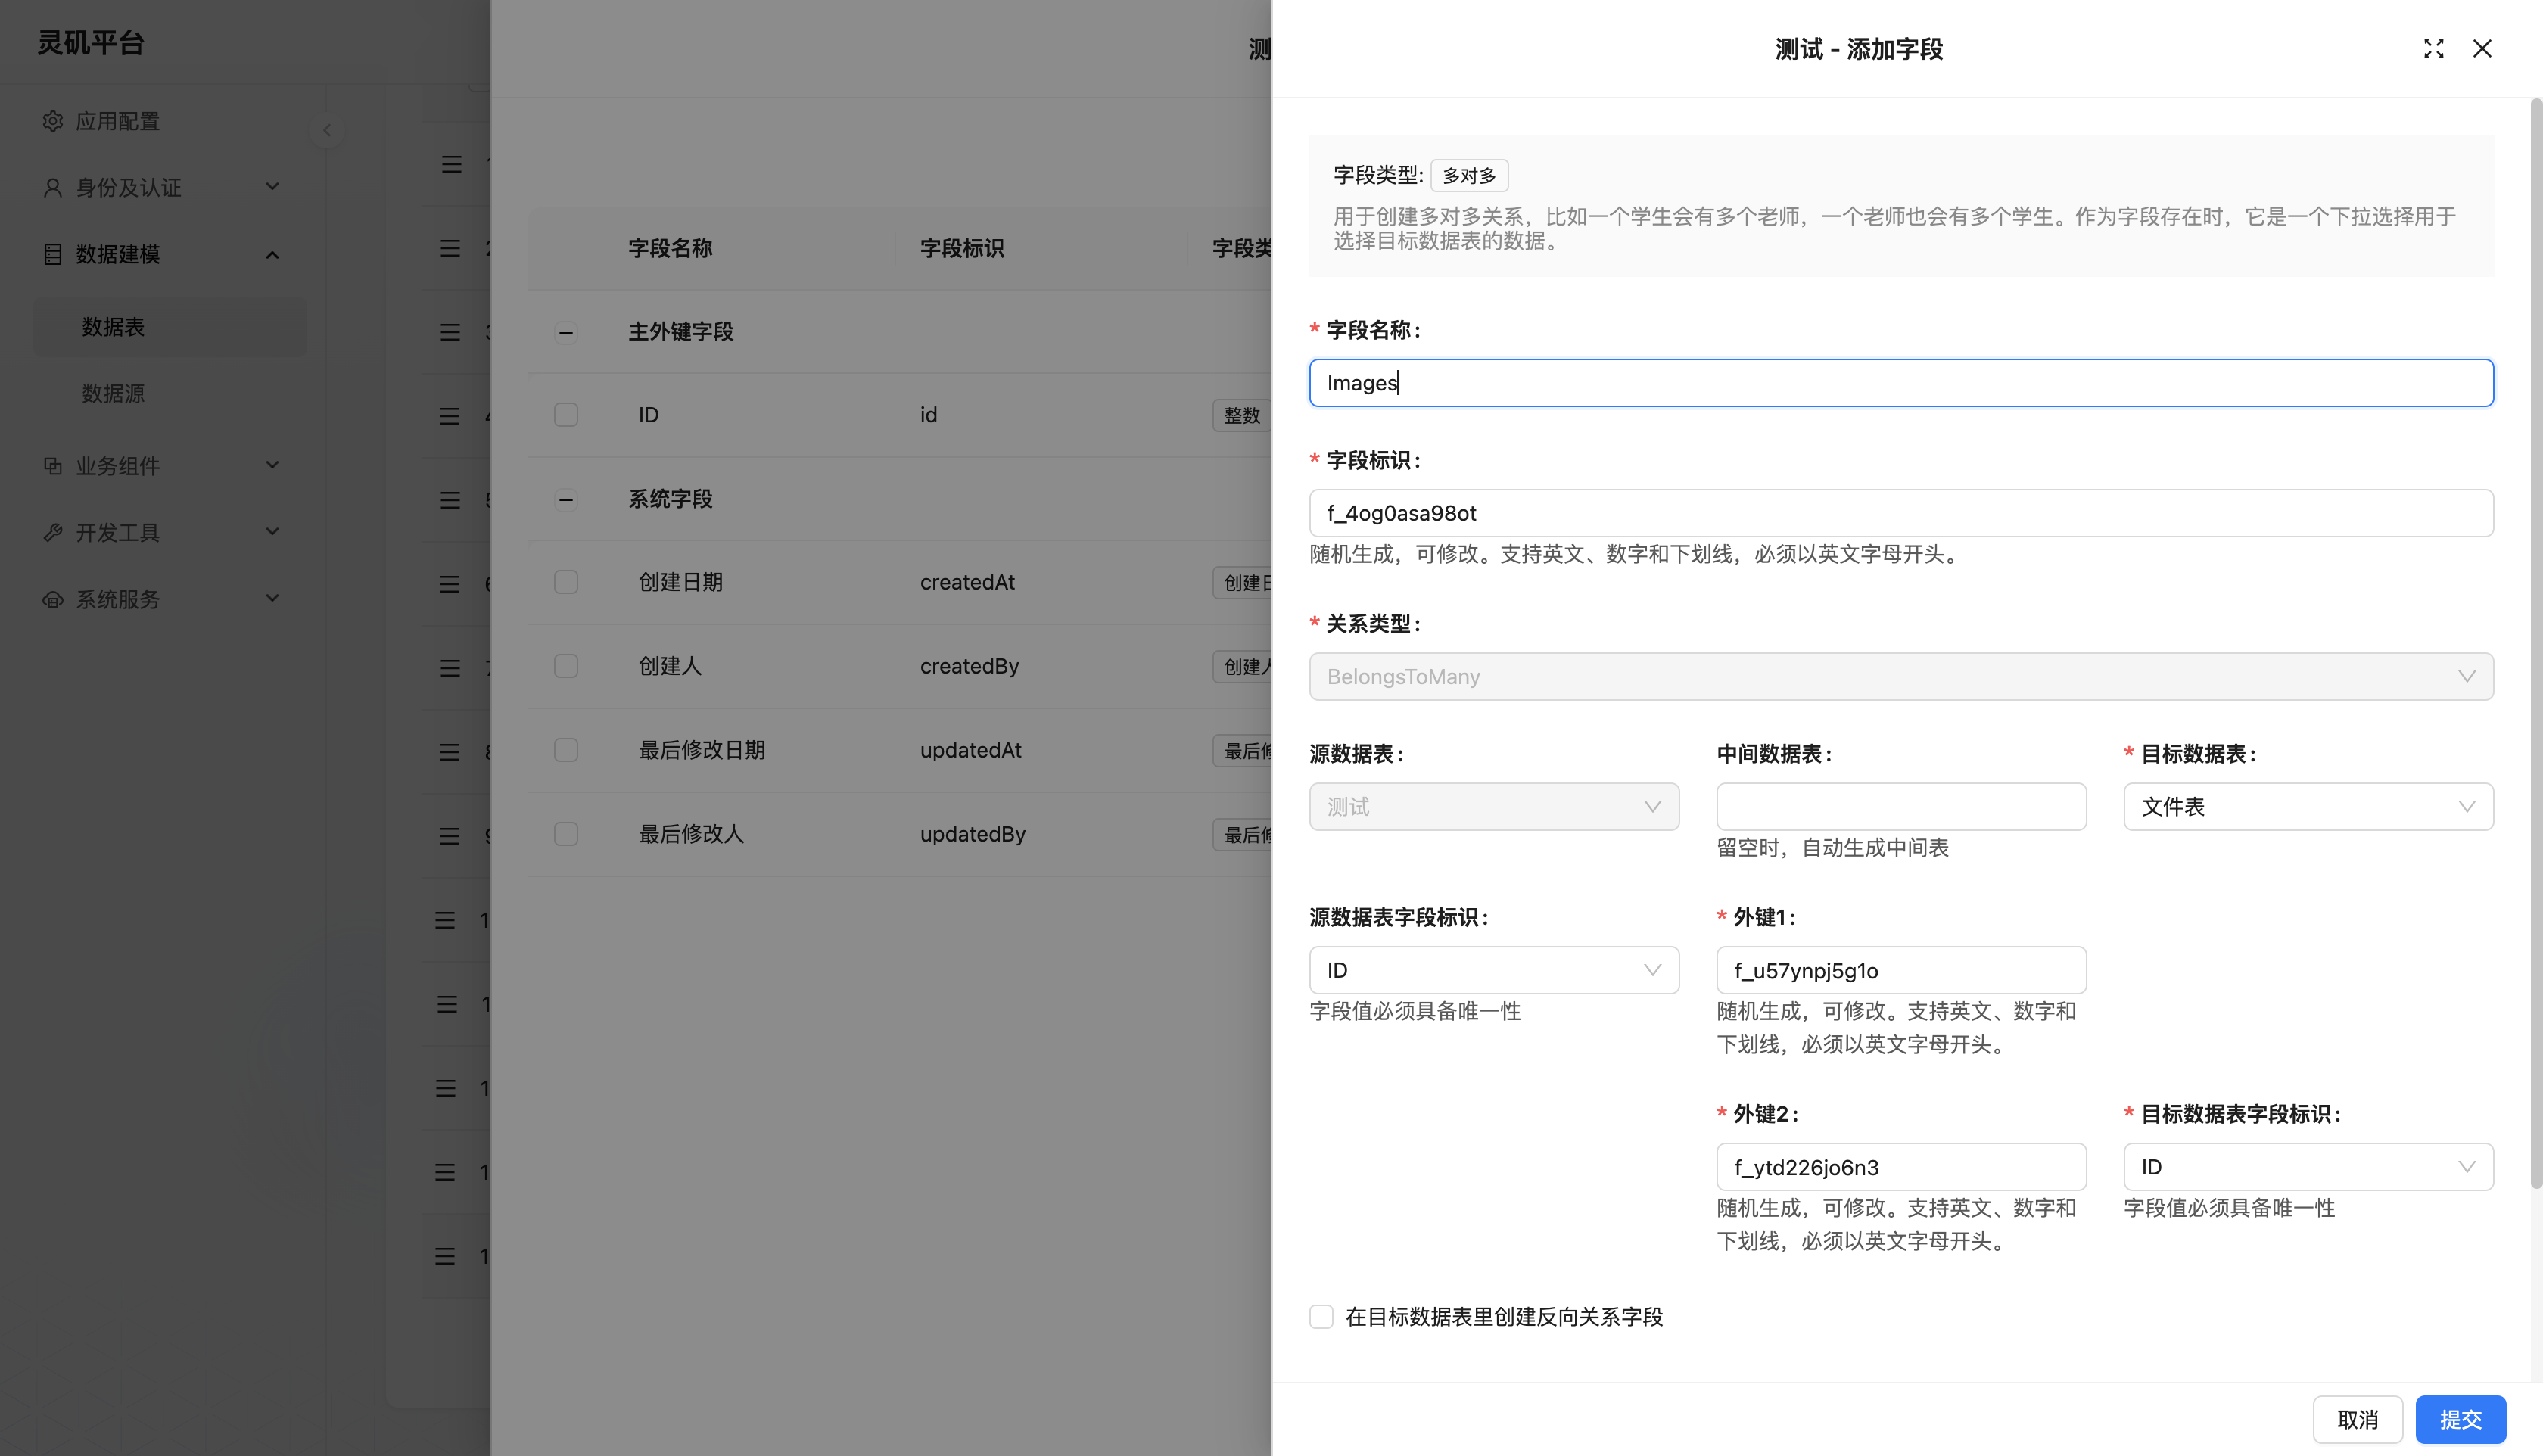 灵矶平台
应用配置
身份及认证
数据建模
数据表
数据源
业务组件
开发工具
系统服务
字段名称
字段标识
主外键字段
ID
id
整数
系统字段
创建日期
createdAt
创建人
createdBy
最后修改日期
updatedAt
最后修改人
updatedBy
测试 - 添加字段
字段类型: 多对多
用于创建多对多关系，比如一个学生会有多个老师，一个老师也会有多个学生。作为字段存在时，它是一个下拉选择用于
选择目标数据表的数据。
* 字段名称:
Images
* 字段标识:
f_4og0asa98ot
随机生成，可修改。支持英文、数字和下划线，必须以英文字母开头。
* 关系类型:
BelongsToMany
源数据表:
测试
中间数据表:
留空时，自动生成中间表
* 目标数据表:
文件表
源数据表字段标识:
ID
字段值必须具备唯一性
* 外键1:
f_u57ynpj5g1o
随机生成，可修改。支持英文、数字和
下划线，必须以英文字母开头。
* 外键2:
f_ytd226jo6n3
随机生成，可修改。支持英文、数字和
下划线，必须以英文字母开头。
* 目标数据表字段标识:
ID
字段值必须具备唯一性
在目标数据表里创建反向关系字段
取消
提交